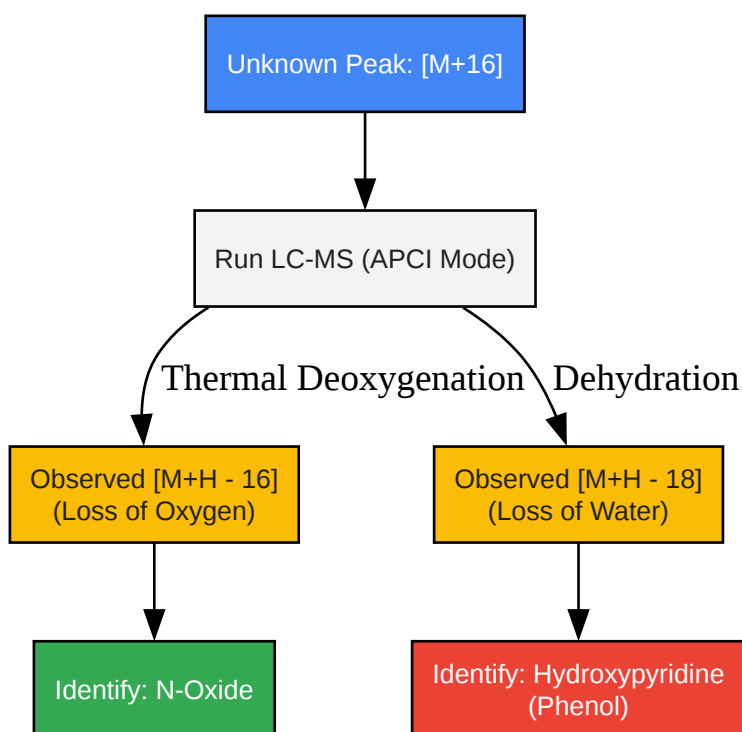 Unknown Peak: [M+16]
Run LC-MS (APCI Mode)
Thermal Deoxygenation
Dehydration
Observed [M+H - 16]
(Loss of Oxygen)
Observed [M+H - 18]
(Loss of Water)
Identify: N-Oxide
Identify: Hydroxypyridine
(Phenol)